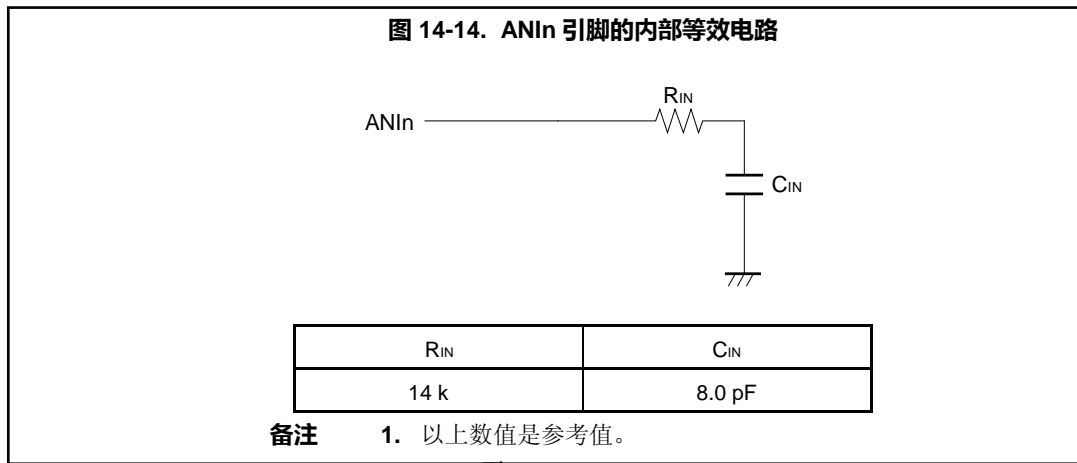 图 14-14. ANIn 引脚的内部等效电路
RIN
ANIn
CIN
RIN CIN
14 k 8.0 pF
备注 1. 以上数值是参考值。